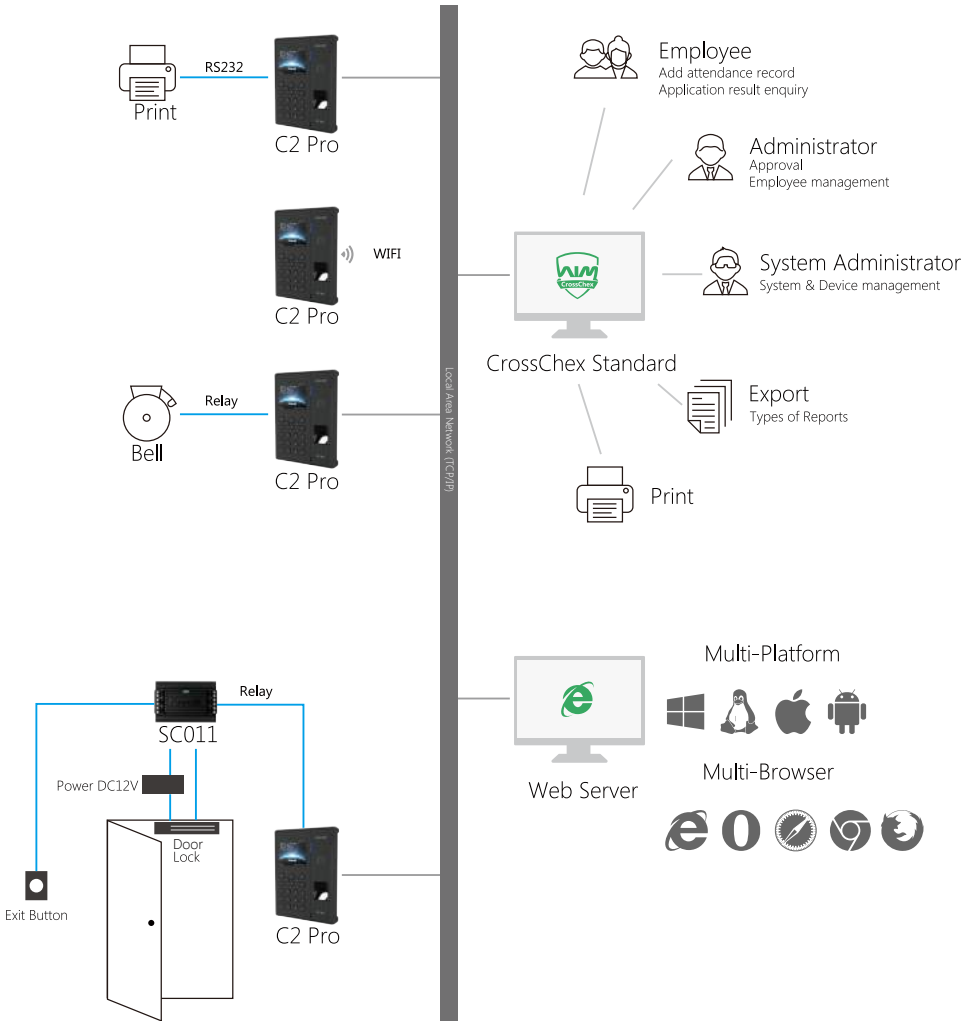 RS232
Print
C2 Pro
WIFI
C2 Pro
Relay
Bell
C2 Pro
Local Area Network (TCP/IP)
Employee
Add attendance record
Application result enquiry
Administrator
Approval
Employee management
AIM
CrossChex
System Administrator
System & Device management
CrossChex Standard
Export
Types of Reports
Print
Relay
SC011
Power DC12V
Door
Lock
Exit Button
C2 Pro
Web Server
Multi-Platform
Multi-Browser